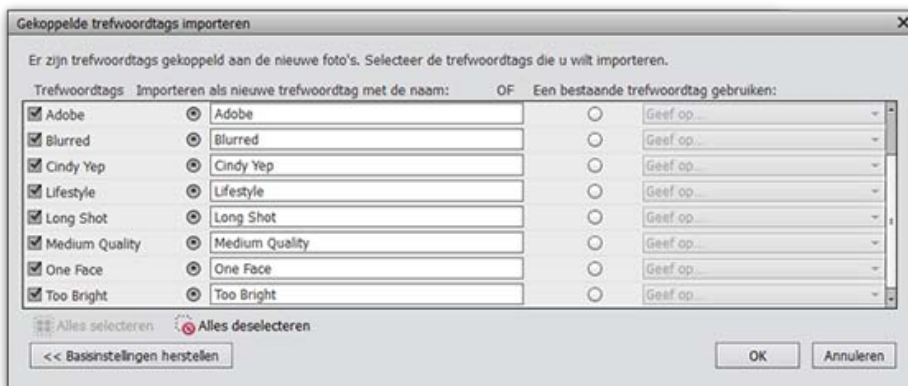 Gekoppelde trefwoordtags importeren
Er zijn trefwoordtags gekoppeld aan de nieuwe foto's. Selecteer de trefwoordtags die u wilt importeren.
Trefwoordtags Importeren als nieuwe trefwoordtag met de naam: OF Een bestaande trefwoordtag gebruiken:
Adobe Adobe Geef op...
Blurred Blurred Geef op...
Cindy Yep Cindy Yep Geef op...
Lifestyle Lifestyle Geef op...
Long Shot Long Shot Geef op...
Medium Quality Medium Quality Geef op...
One Face One Face Geef op...
Too Bright Too Bright Geef op...
Alles selecteren Alles deselecteren
<< Basisinstellingen herstellen OK Annuleren